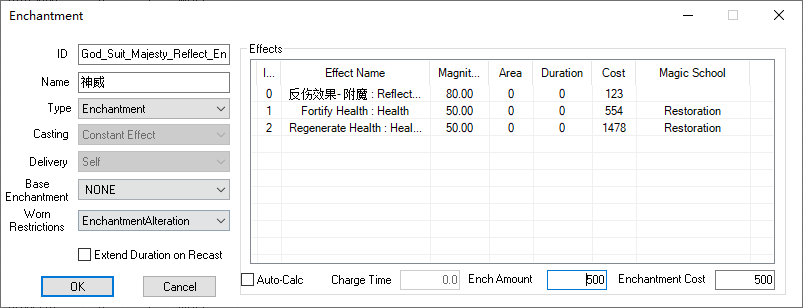 Enchantment
ID God_Suit_Majesty_Reflect_En
Name 神威
Type Enchantment
Casting Constant Effect
Delivery Self
Base Enchantment NONE
Worn Restrictions EnchantmentAlteration
Extend Duration on Recast
OK Cancel
Effects
I... Effect Name Magnit... Area Duration Cost Magic School
0 反伤效果- 附魔 : Reflect... 80.00 0 0 123
1 Fortify Health : Health 50.00 0 0 554 Restoration
2 Regenerate Health : Heal... 50.00 0 0 1478 Restoration
Auto-Calc Charge Time 0.0 Ench Amount 500 Enchantment Cost 500